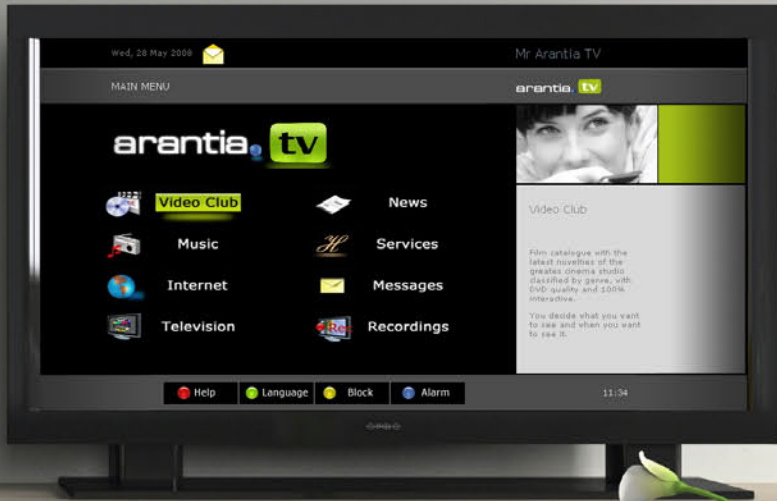 Wed, 28 May 2008
Mr Arantia TV
MAIN MENU
arantia. tv
arantia. tv
Video Club
News
Music
Services
Internet
Messages
Television
Rec
Recordings
Video Club
Film catalogue with the
latest novelties of the
greates cinema studio
classified by genre, with
DVD quality and 100%
interactive.
You decide what you want
to see and when you want
to see it.
Help
Language
Block
Alarm
11:34